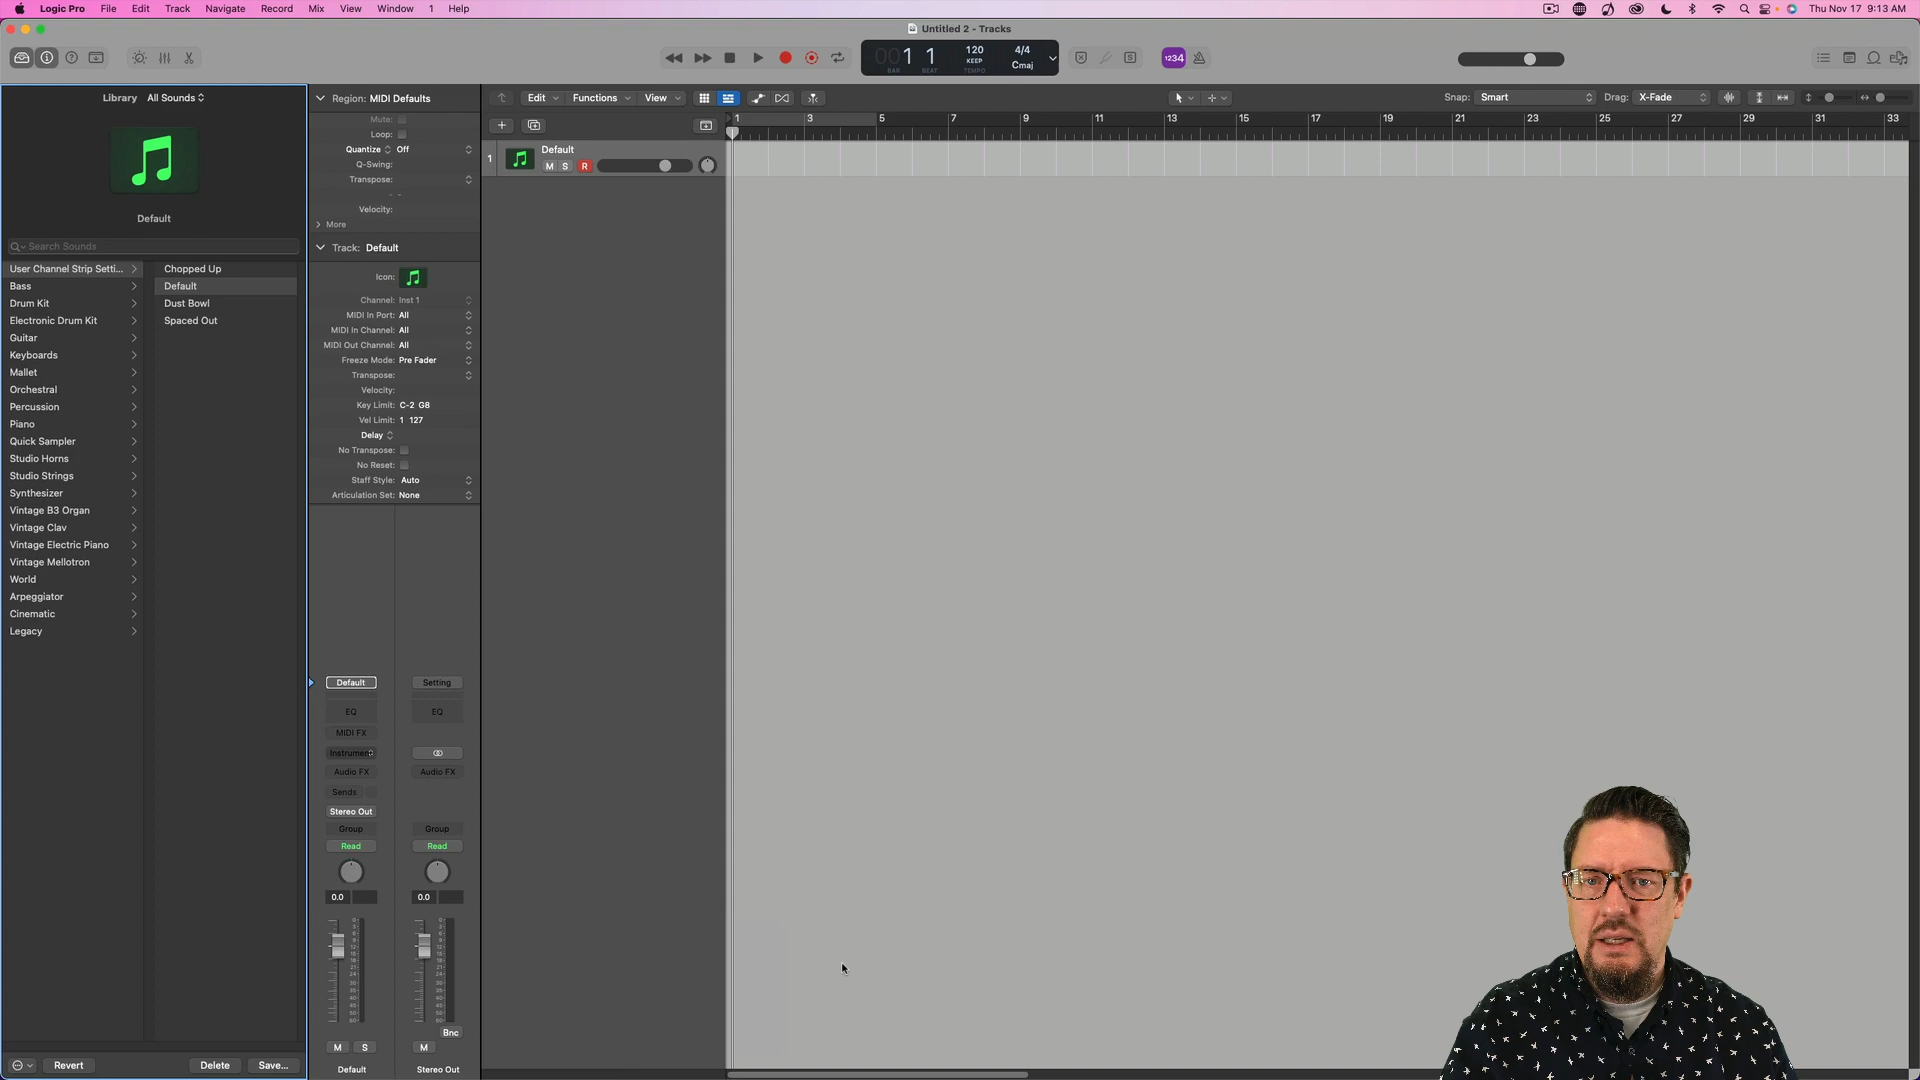 Logic Pro File Edit Track Navigate Record Mix View Window 1 Help Thu Nov 17 9:13 AM
Untitled 2 - Tracks
001 1 120 4/4
KEEP Cmaj
BAR BEAT TEMPO
1234
Library All Sounds
Default
Search Sounds
User Channel Strip Setti...
Bass
Drum Kit
Electronic Drum Kit
Guitar
Keyboards
Mallet
Orchestral
Percussion
Piano
Quick Sampler
Studio Horns
Studio Strings
Synthesizer
Vintage B3 Organ
Vintage Clav
Vintage Electric Piano
Vintage Mellotron
World
Arpeggiator
Cinematic
Legacy
Chopped Up
Default
Dust Bowl
Spaced Out
Revert Delete Save...
Region: MIDI Defaults
Mute:
Loop:
Quantize Off
Q-Swing:
Transpose:
Velocity:
More
Track: Default
Icon:
Channel: Inst 1
MIDI In Port: All
MIDI In Channel: All
MIDI Out Channel: All
Freeze Mode: Pre Fader
Transpose:
Velocity:
Key Limit: C-2 G8
Vel Limit: 1 127
Delay
No Transpose:
No Reset:
Staff Style: Auto
Articulation Set: None
Default Setting
EQ EQ
MIDI FX
Instrument
Audio FX Audio FX
Sends
Stereo Out
Group Group
Read Read
0.0 0.0
Bnc
M S M
Default Stereo Out
Edit Functions View Snap: Smart Drag: X-Fade
1 3 5 7 9 11 13 15 17 19 21 23 25 27 29 31 33
1 Default
M S R